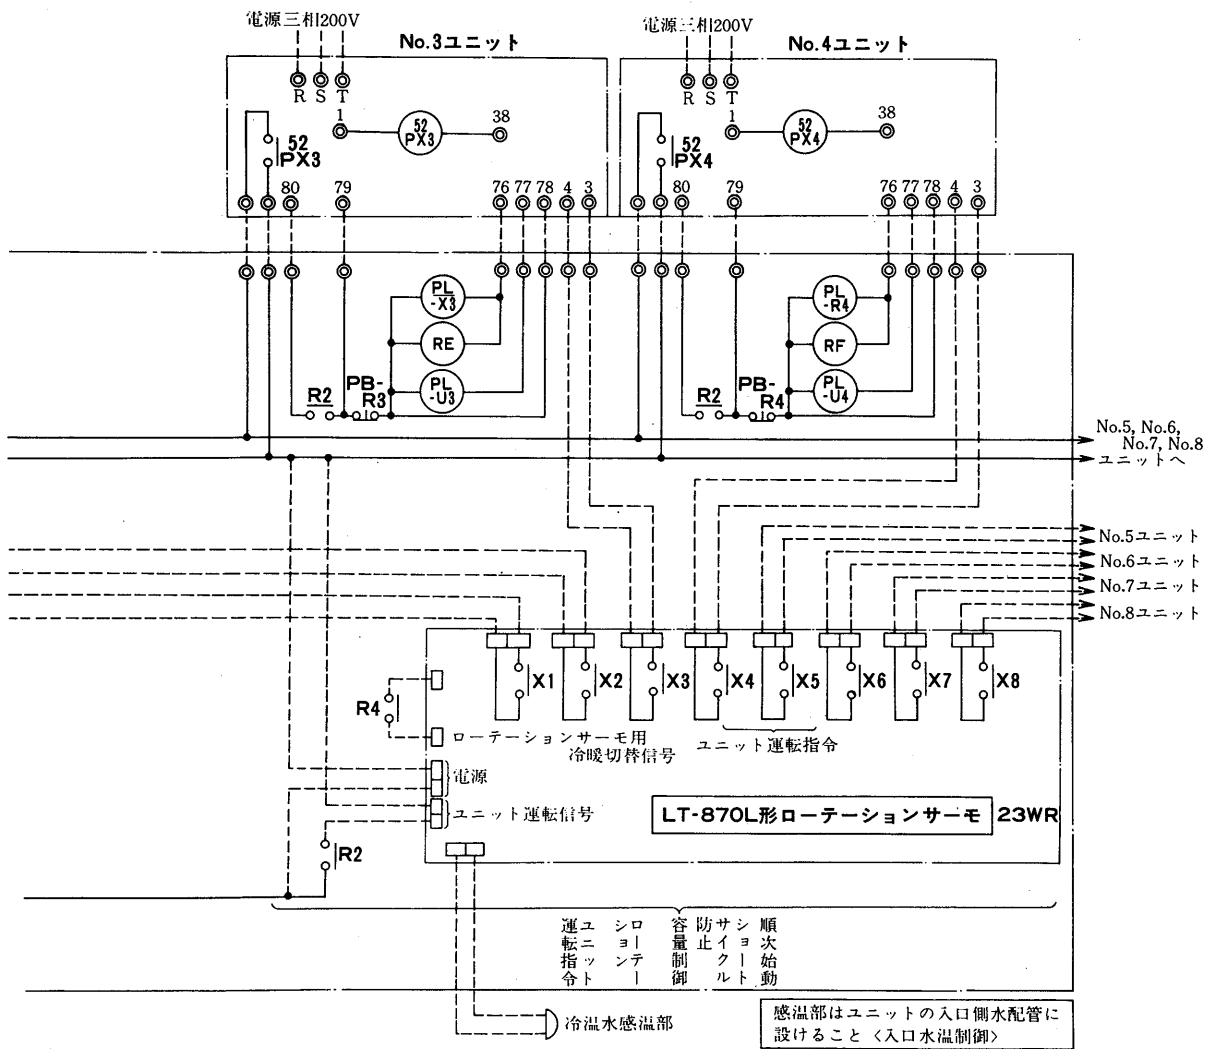 電源三相200V
電源三相200V
No.3ユニット
No.4ユニット
R S T
R S T
1
38
1
38
52
PX3
52
PX3
52
PX4
52
PX4
80
79
76
77
78
4
3
80
79
76
77
78
4
3
PL
-X3
RE
PL
-U3
R2
PB-
R3
PL
-R4
RF
PL
-U4
R2
PB-
R4
No.5, No.6,
No.7, No.8
ユニットへ
No.5ユニット
No.6ユニット
No.7ユニット
No.8ユニット
X1
X2
X3
X4
X5
X6
X7
X8
R4
ローテーションサーモ用
冷暖切替信号
ユニット運転指令
電源
ユニット運転信号
LT-870L形ローテーションサーモ
23WR
R2
順次始動
ショート
サイクル
防止
容量制御
ローテー
ション
ユニット
運転指令
冷温水感温部
感温部はユニットの入口側水配管に
設けること〈入口水温制御〉